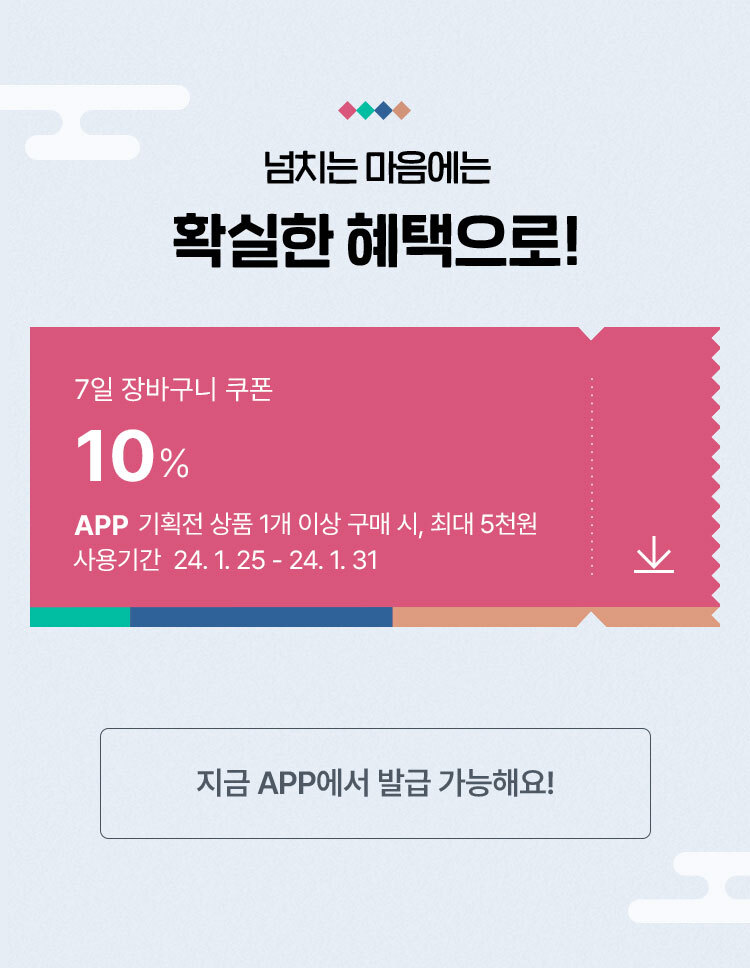 넘치는 마음에는
확실한 혜택으로!
7일 장바구니 쿠폰
10%
APP 기획전 상품 1개 이상 구매 시, 최대 5천원
사용기간 24. 1. 25 - 24. 1. 31
지금 APP에서 발급 가능해요!